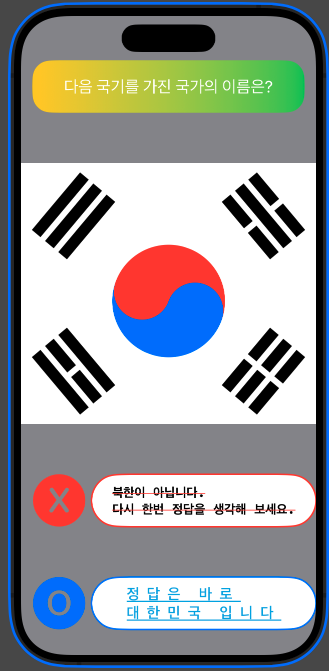 다음 국기를 가진 국가의 이름은?
X
북한이 아닙니다.
다시 한번 정답을 생각해 보세요.
O
정답은 바로
대한민국 입니다